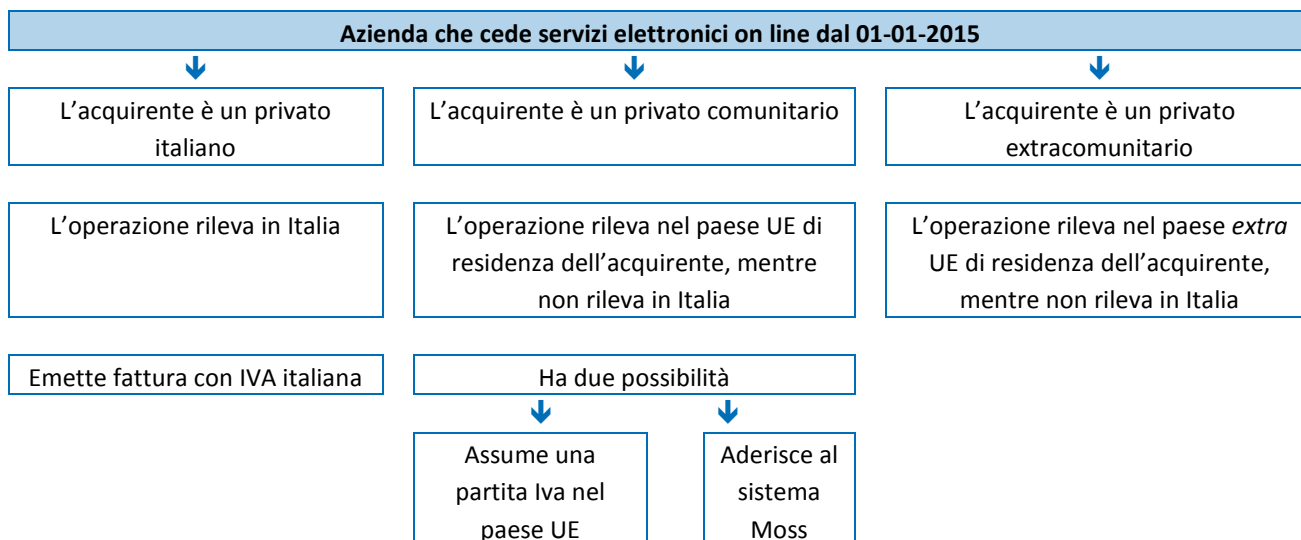 Azienda che cede servizi elettronici on line dal 01-01-2015
L'acquirente è un privato
italiano
L'acquirente è un privato comunitario
L'acquirente è un privato
extracomunitario
L'operazione rileva in Italia
L'operazione rileva nel paese UE di
residenza dell'acquirente, mentre
non rileva in Italia
L'operazione rileva nel paese extra
UE di residenza dell'acquirente,
mentre non rileva in Italia
Emette fattura con IVA italiana
Ha due possibilità
Assume una
partita Iva nel
paese UE
Aderisce al
sistema
Moss